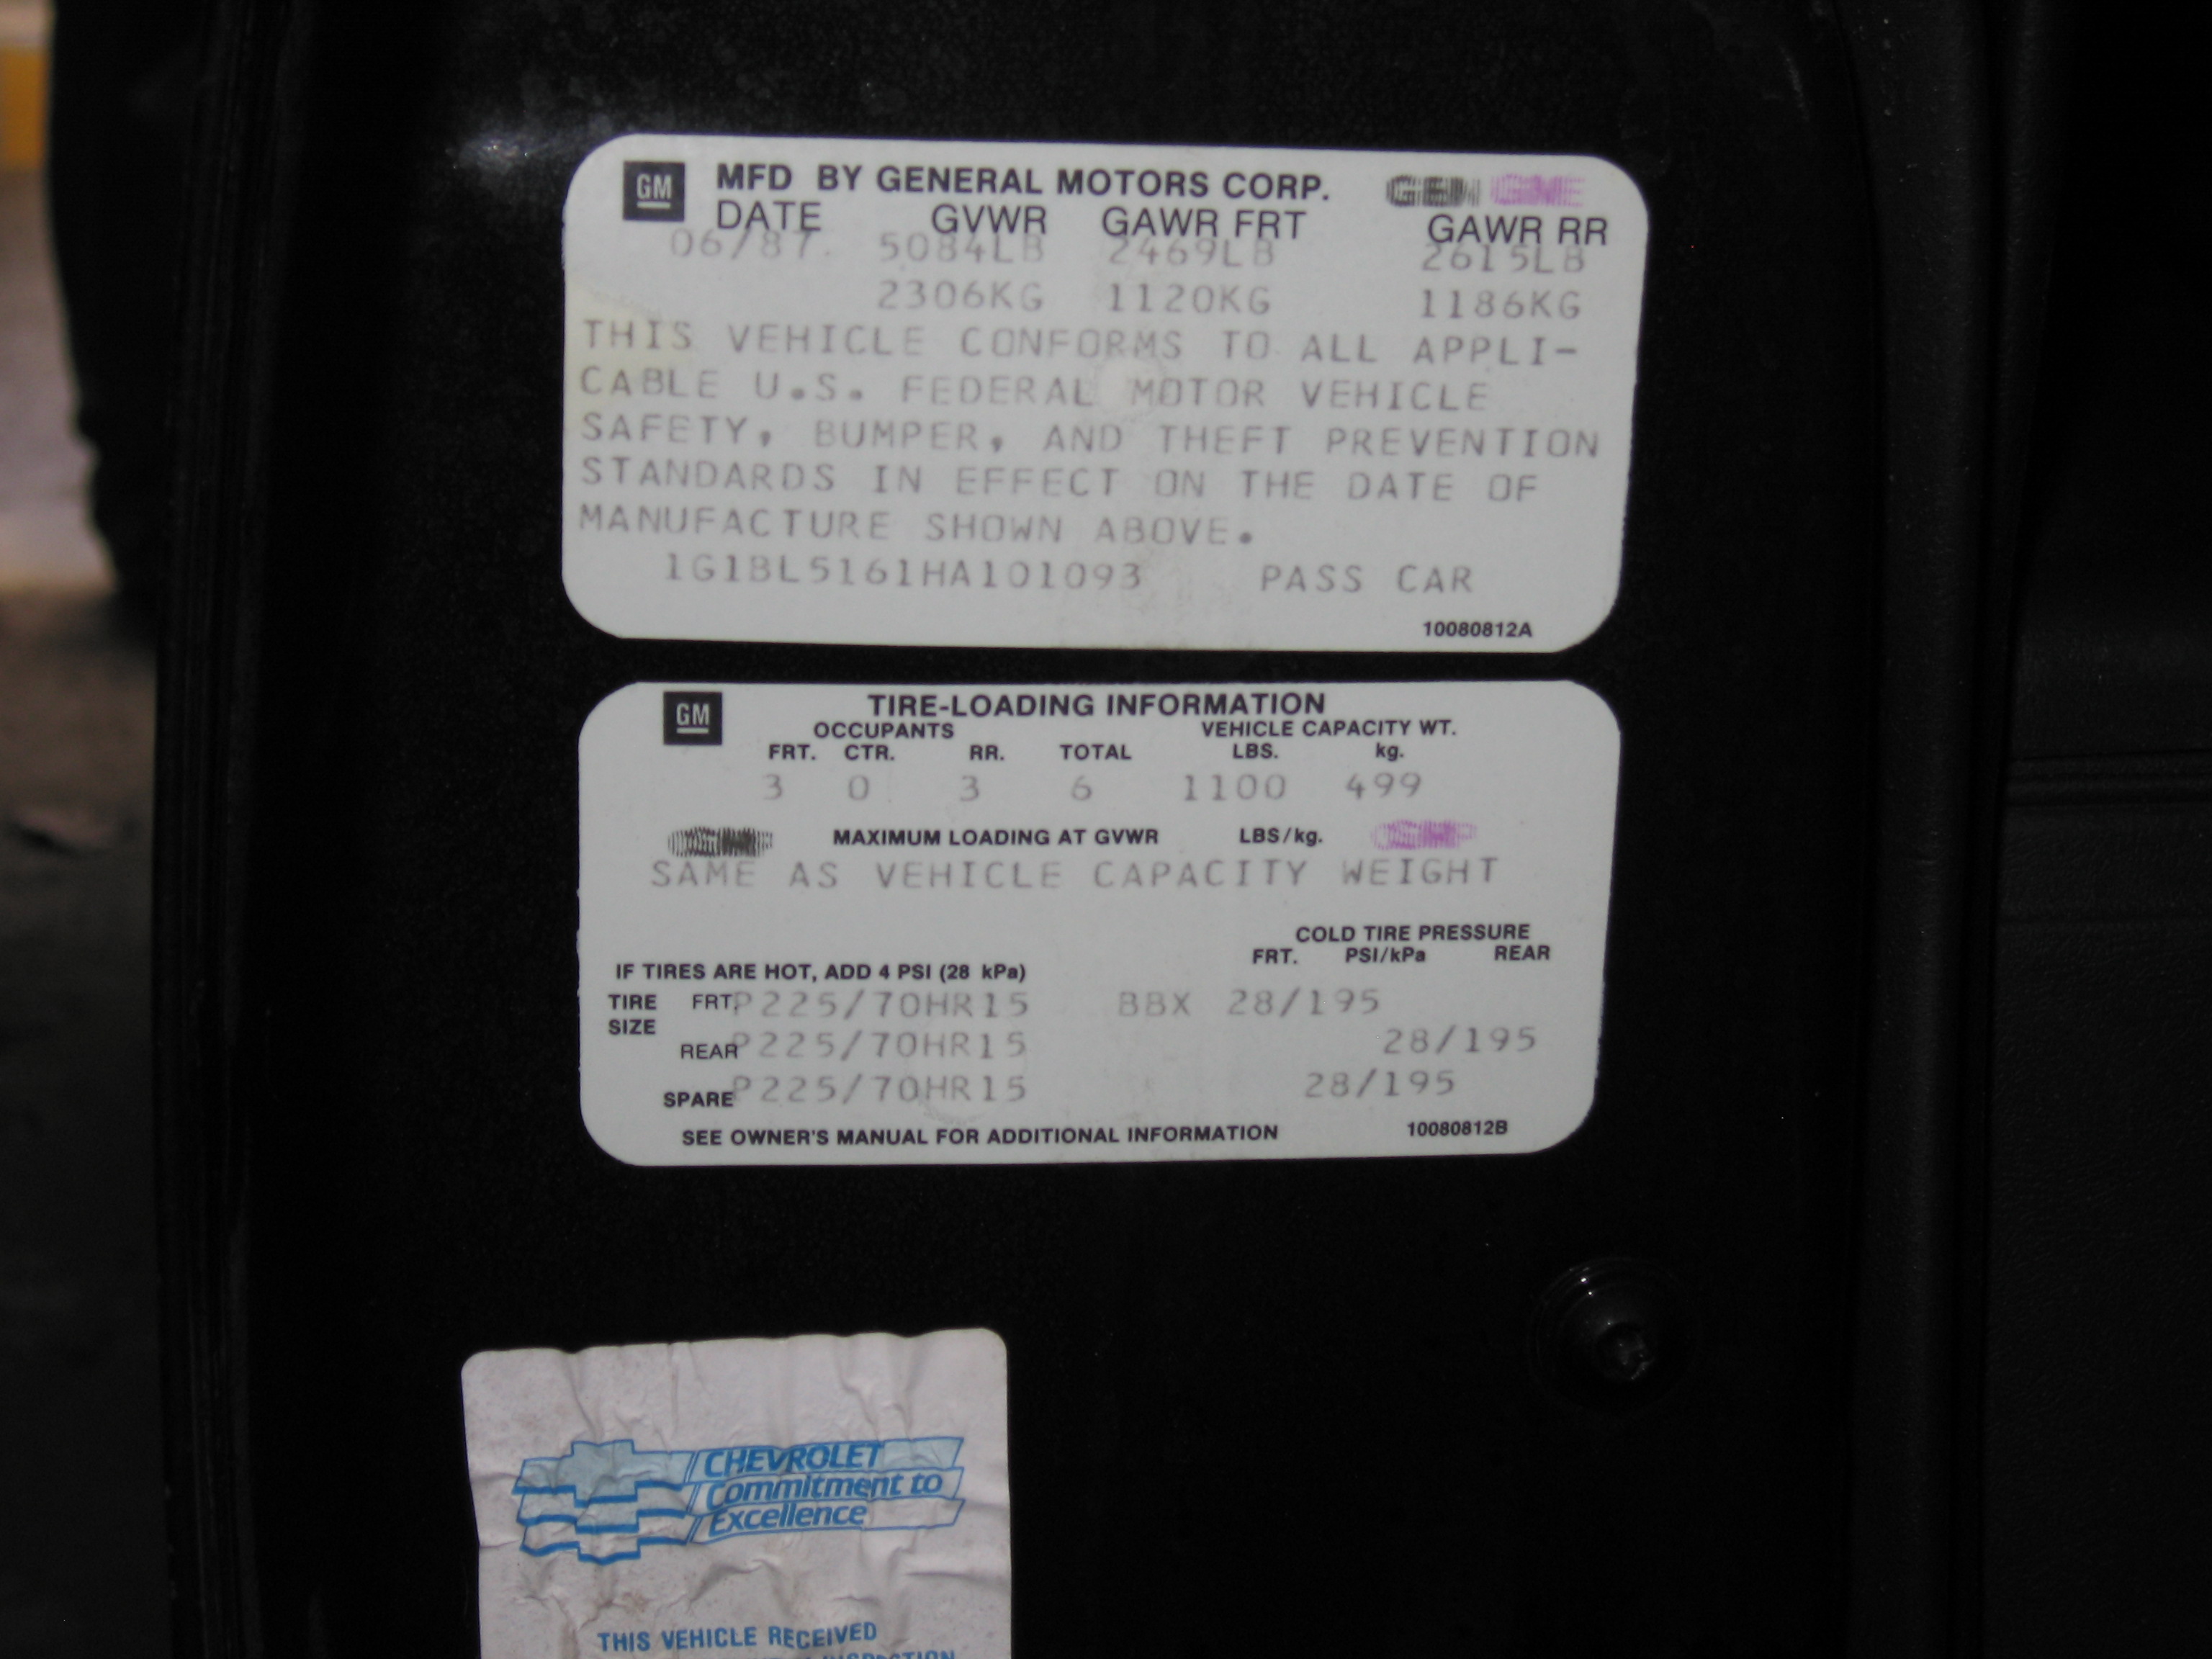 GM MFD BY GENERAL MOTORS CORP.
DATE GVWR GAWR FRT GAWR RR
06/87. 5084LB 2469LB 2615LB
2306KG 1120KG 1186KG
THIS VEHICLE CONFORMS TO ALL APPLI-
CABLE U.S. FEDERAL MOTOR VEHICLE
SAFETY, BUMPER, AND THEFT PREVENTION
STANDARDS IN EFFECT ON THE DATE OF
MANUFACTURE SHOWN ABOVE.
1G1BL5161HA101093 PASS CAR
10080812A
GM TIRE-LOADING INFORMATION
OCCUPANTS VEHICLE CAPACITY WT.
FRT. CTR. RR. TOTAL LBS. kg.
3 0 3 6 1100 499
MAXIMUM LOADING AT GVWR LBS/kg.
SAME AS VEHICLE CAPACITY WEIGHT
COLD TIRE PRESSURE
FRT. PSI/kPa REAR
IF TIRES ARE HOT, ADD 4 PSI (28 kPa)
TIRE SIZE FRT. P225/70HR15 BBX 28/195
REAR P225/70HR15 28/195
SPARE P225/70HR15 28/195
SEE OWNER'S MANUAL FOR ADDITIONAL INFORMATION 10080812B
CHEVROLET
Commitment to
Excellence
THIS VEHICLE RECEIVED